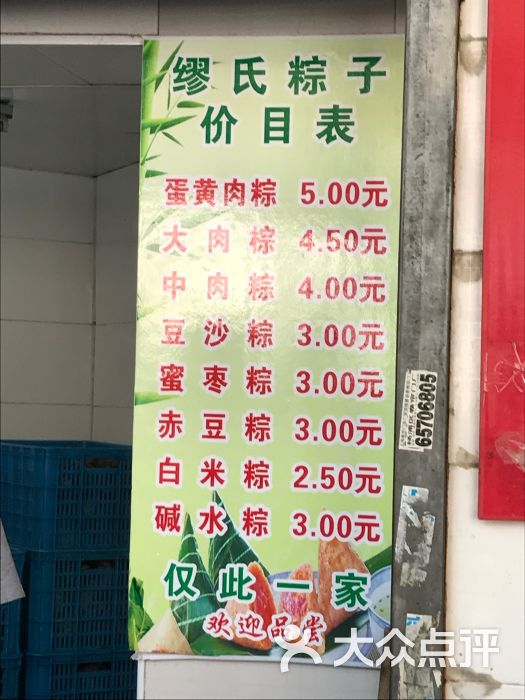 缪氏粽子
价目表
蛋黄肉粽 5.00元
大肉粽 4.50元
中肉粽 4.00元
豆沙粽 3.00元
蜜枣粽 3.00元
赤豆粽 3.00元
白米粽 2.50元
碱水粽 3.00元
仅此一家
欢迎品尝
65706805
大众点评